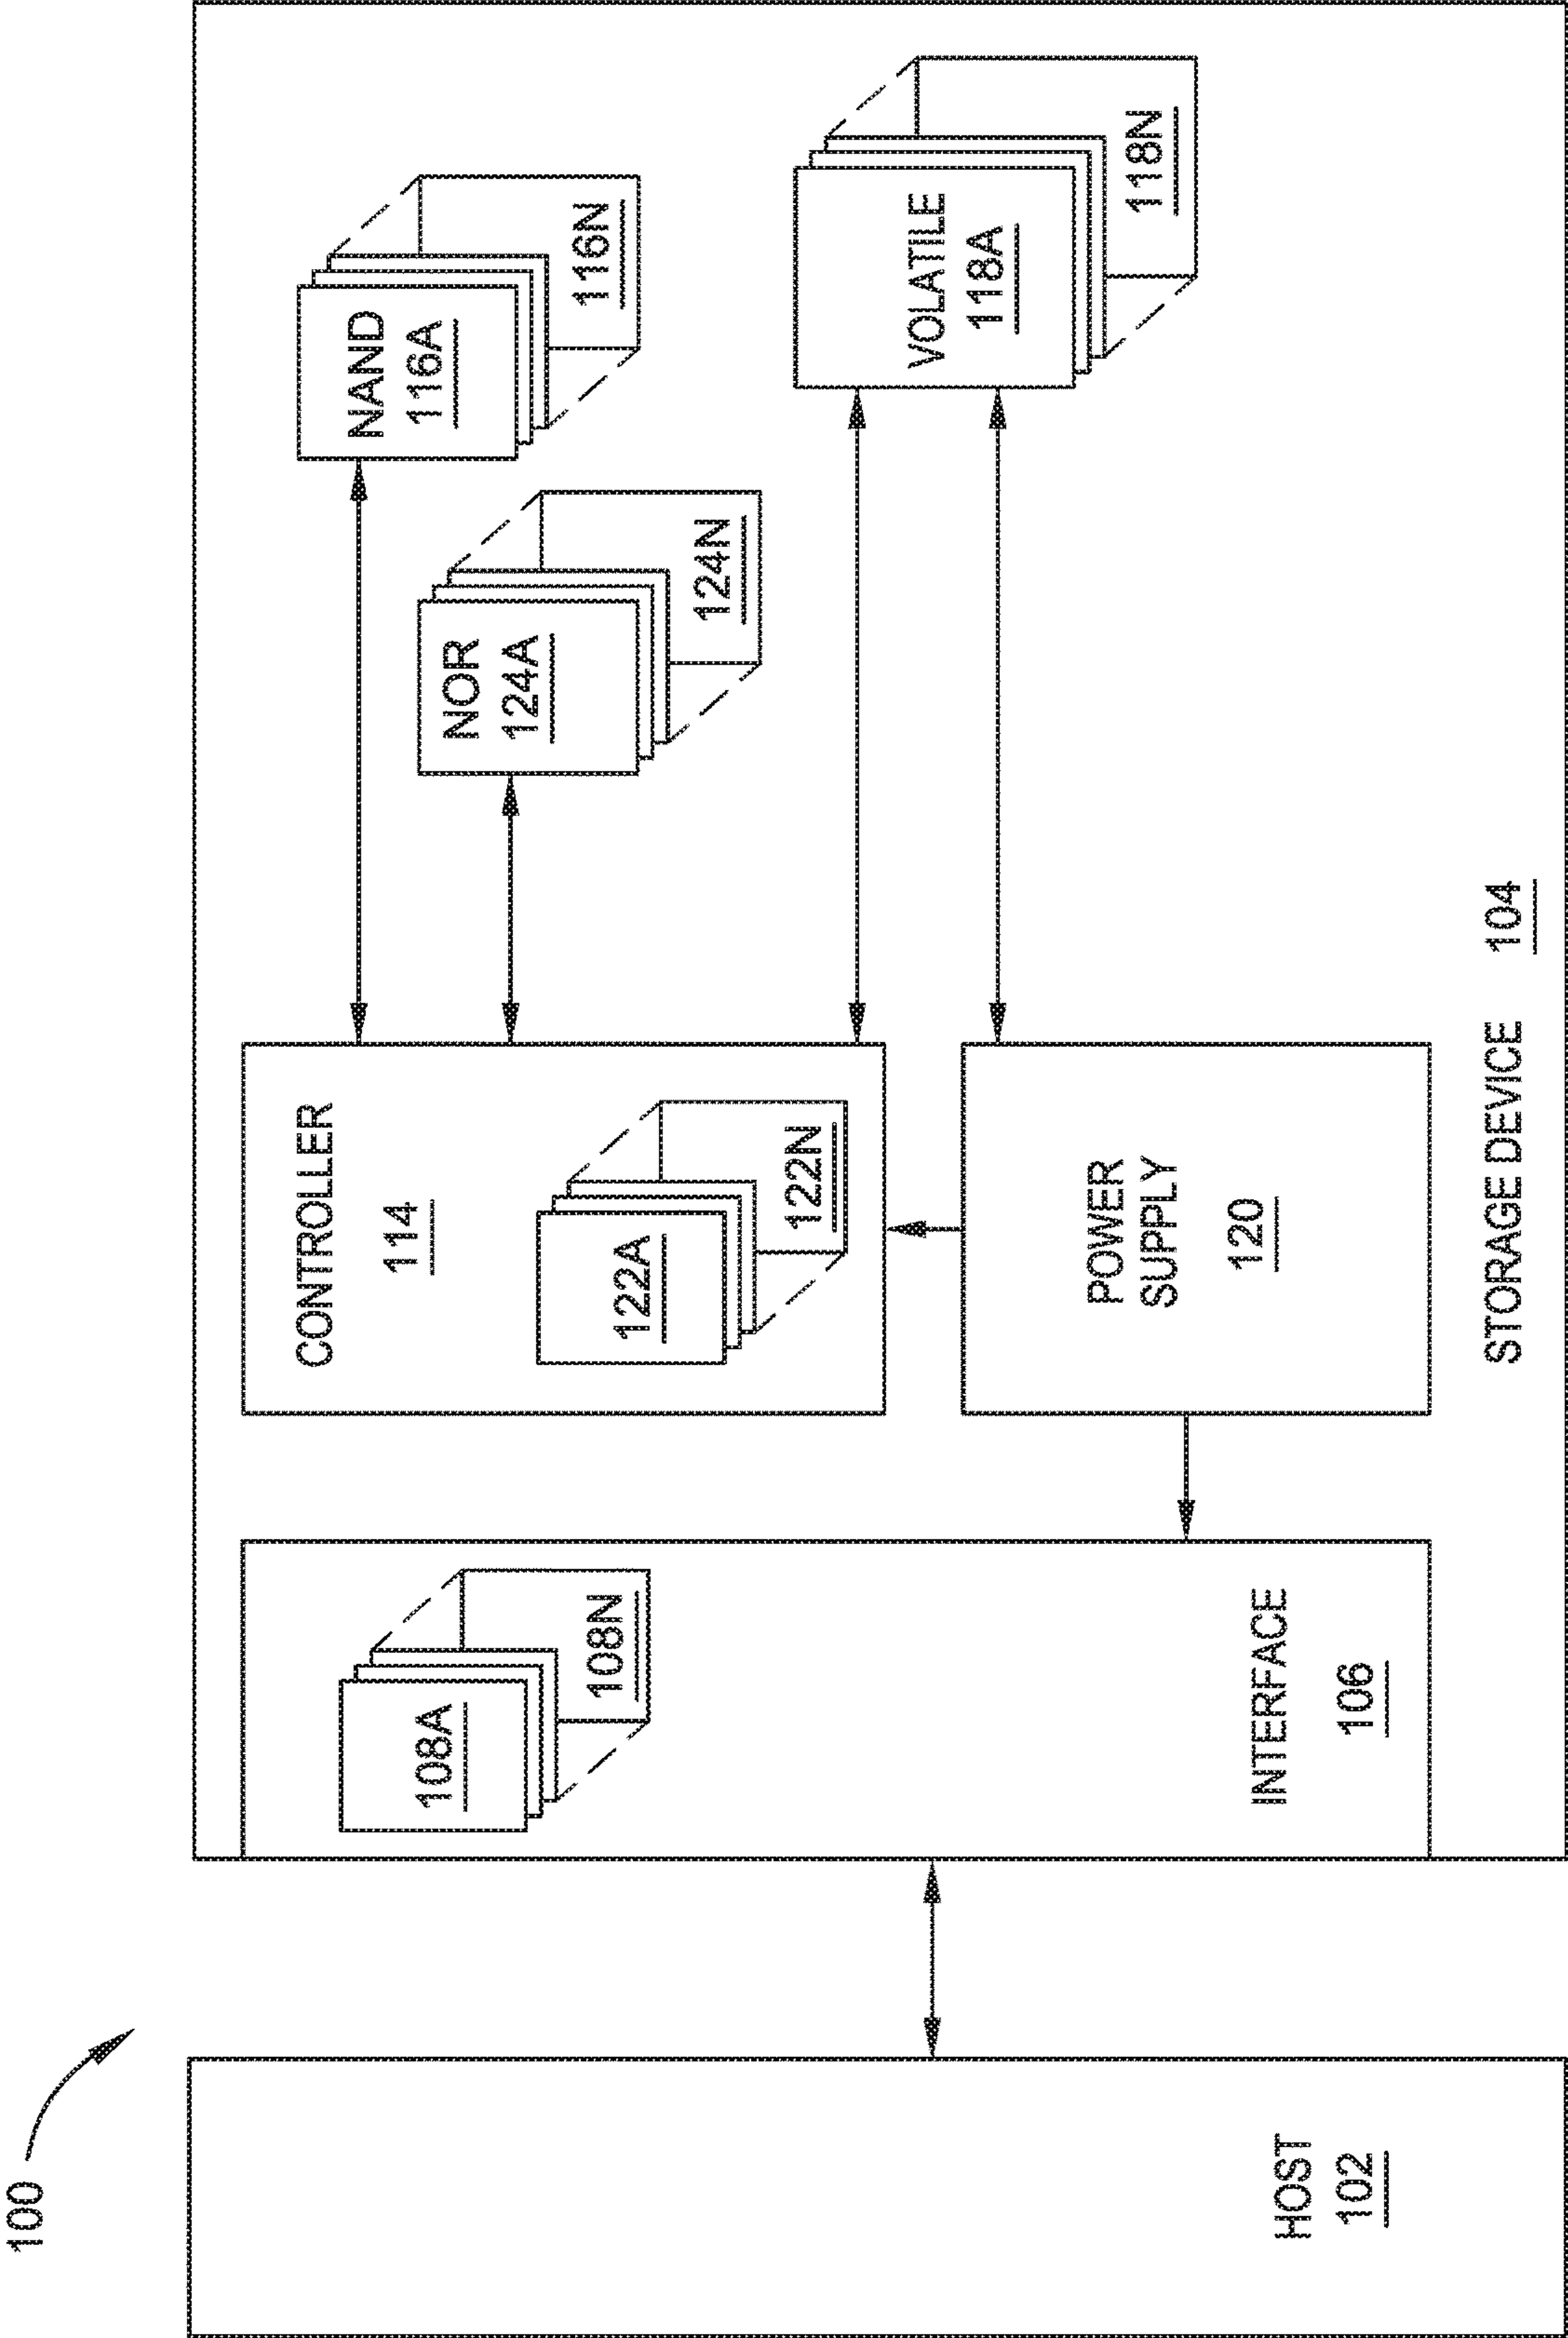 100
HOST
102
108A
108N
INTERFACE
106
CONTROLLER
114
122A
122N
POWER
SUPPLY
120
NOR
124A
124N
NAND
116A
116N
VOLATILE
118A
118N
STORAGE DEVICE 104